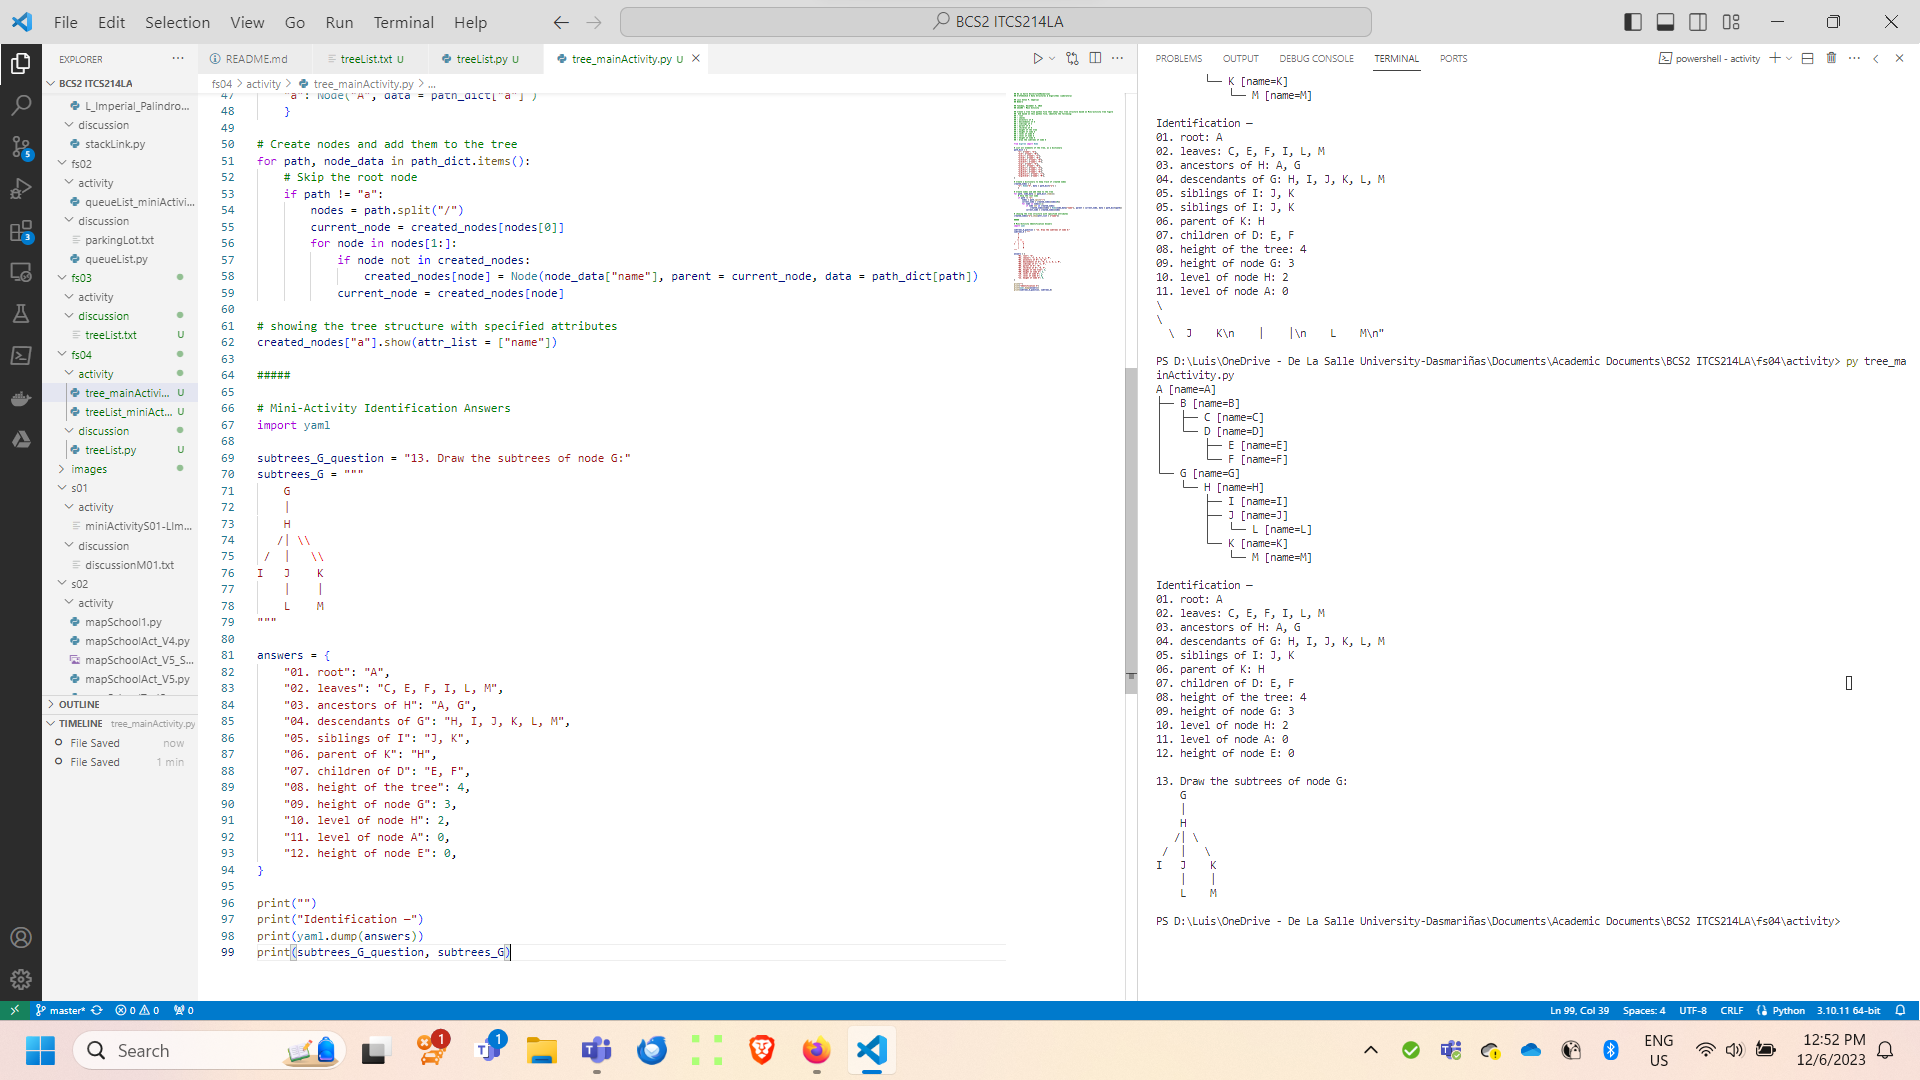 File Edit Selection View Go Run Terminal Help
BCS2 ITCS214LA
EXPLORER
BCS2 ITCS214LA
L_Imperial_Palindro...
discussion
stackLink.py
fs02
activity
queueList_miniActivi...
discussion
parkingLot.txt
queueList.py
fs03
activity
discussion
treeList.txt U
fs04
activity
tree_mainActivi... U
treeList_miniAct... U
discussion
treeList.py U
images
s01
activity
miniActivityS01-LIm...
discussion
discussionM01.txt
s02
activity
mapSchool1.py
mapSchoolAct_V4.py
mapSchoolAct_V5_S...
mapSchoolAct_V5.py
OUTLINE
TIMELINE tree_mainActivity.py
File Saved now
File Saved 1 min
5
3
README.md treeList.txt U treeList.py U tree_mainActivity.py U
fs04 > activity > tree_mainActivity.py > ...
47 "a": Node("A", data = path_dict["a"] )
48 }
49
50 # Create nodes and add them to the tree
51 for path, node_data in path_dict.items():
52 # Skip the root node
53 if path != "a":
54 nodes = path.split("/")
55 current_node = created_nodes[nodes[0]]
56 for node in nodes[1:]:
57 if node not in created_nodes:
58 created_nodes[node] = Node(node_data["name"], parent = current_node, data = path_dict[path])
59 current_node = created_nodes[node]
60
61 # showing the tree structure with specified attributes
62 created_nodes["a"].show(attr_list = ["name"])
63
64 #####
65
66 # Mini-Activity Identification Answers
67 import yaml
68
69 subtrees_G_question = "13. Draw the subtrees of node G:"
70 subtrees_G = """
71 G
72 |
73 H
74 /| \\
75 / | \\
76 I J K
77 | |
78 L M
79 """
80
81 answers = {
82 "01. root": "A",
83 "02. leaves": "C, E, F, I, L, M",
84 "03. ancestors of H": "A, G",
85 "04. descendants of G": "H, I, J, K, L, M",
86 "05. siblings of I": "J, K",
87 "06. parent of K": "H",
88 "07. children of D": "E, F",
89 "08. height of the tree": 4,
90 "09. height of node G": 3,
91 "10. level of node H": 2,
92 "11. level of node A": 0,
93 "12. height of node E": 0,
94 }
95
96 print("")
97 print("Identification —")
98 print(yaml.dump(answers))
99 print(subtrees_G_question, subtrees_G)
PROBLEMS OUTPUT DEBUG CONSOLE TERMINAL PORTS
powershell - activity
└── K [name=K]
└── M [name=M]
Identification —
01. root: A
02. leaves: C, E, F, I, L, M
03. ancestors of H: A, G
04. descendants of G: H, I, J, K, L, M
05. siblings of I: J, K
05. siblings of I: J, K
06. parent of K: H
07. children of D: E, F
08. height of the tree: 4
09. height of node G: 3
10. level of node H: 2
11. level of node A: 0
\
\
\ J K\n | |\n L M\n"
PS D:\Luis\OneDrive - De La Salle University-Dasmariñas\Documents\Academic Documents\BCS2 ITCS214LA\fs04\activity> py tree_ma
inActivity.py
A [name=A]
├── B [name=B]
│ ├── C [name=C]
│ └── D [name=D]
│ ├── E [name=E]
│ └── F [name=F]
└── G [name=G]
└── H [name=H]
├── I [name=I]
├── J [name=J]
│ └── L [name=L]
└── K [name=K]
└── M [name=M]
Identification —
01. root: A
02. leaves: C, E, F, I, L, M
03. ancestors of H: A, G
04. descendants of G: H, I, J, K, L, M
05. siblings of I: J, K
06. parent of K: H
07. children of D: E, F
08. height of the tree: 4
09. height of node G: 3
10. level of node H: 2
11. level of node A: 0
12. height of node E: 0
13. Draw the subtrees of node G:
G
|
H
/| \
/ | \
I J K
| |
L M
PS D:\Luis\OneDrive - De La Salle University-Dasmariñas\Documents\Academic Documents\BCS2 ITCS214LA\fs04\activity>
master* 0 0 0
Ln 99, Col 39 Spaces: 4 UTF-8 CRLF Python 3.10.11 64-bit
Search
1
1
ENG
US
12:52 PM
12/6/2023